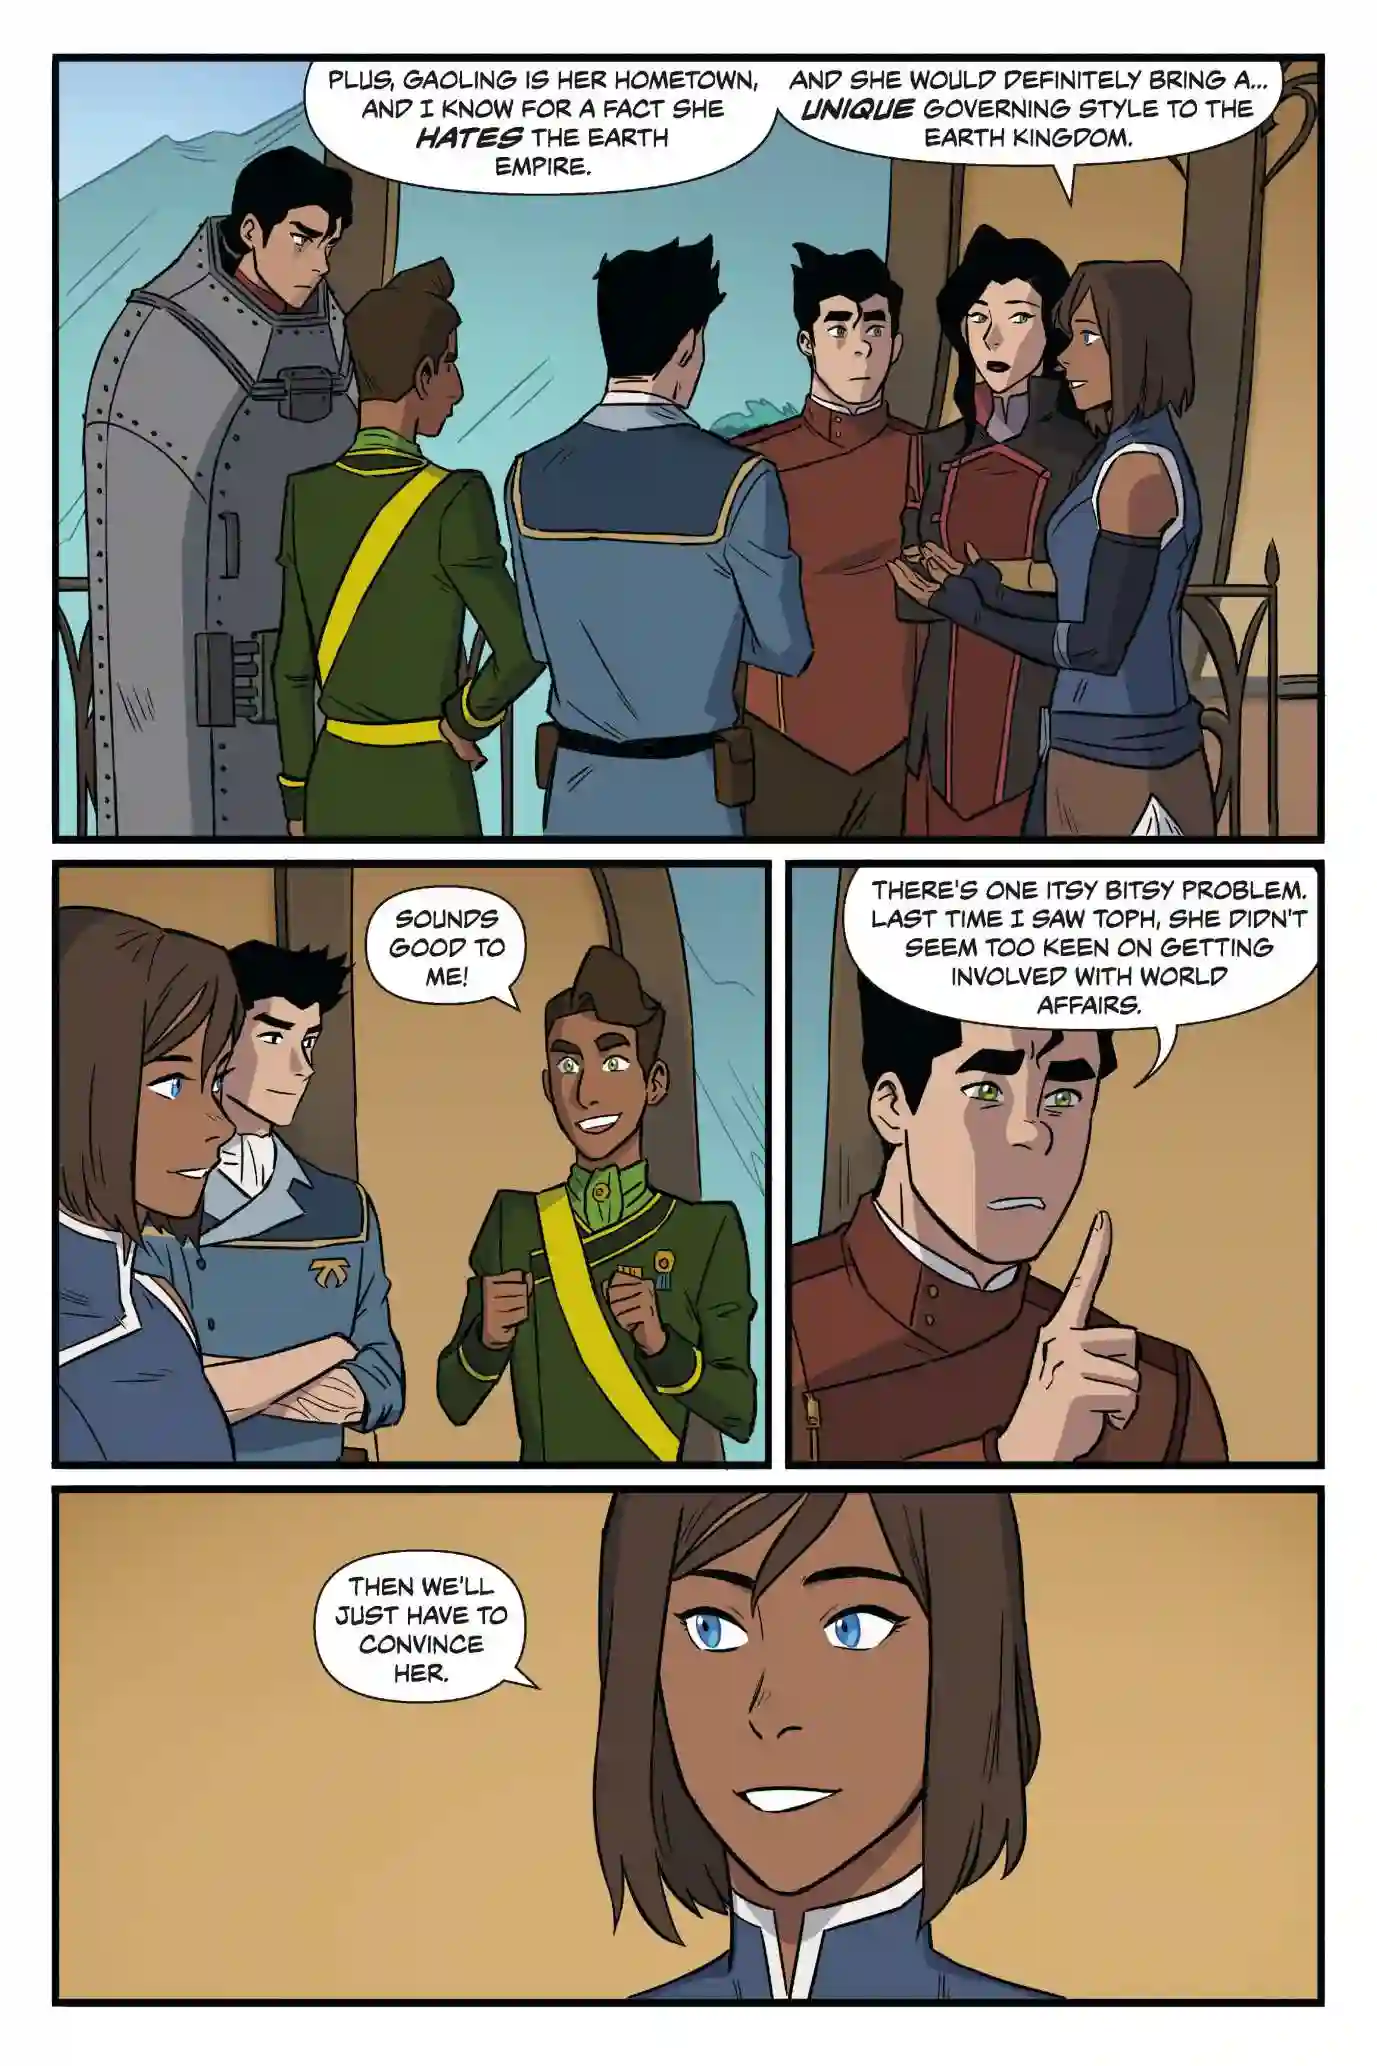 PLUS, GAOLING IS HER HOMETOWN,
AND I KNOW FOR A FACT SHE
HATES THE EARTH
EMPIRE.
AND SHE WOULD DEFINITELY BRING A...
UNIQUE GOVERNING STYLE TO THE
EARTH KINGDOM.
SOUNDS
GOOD TO
ME!
THERE'S ONE ITSY BITSY PROBLEM.
LAST TIME I SAW TOPH, SHE DIDN'T
SEEM TOO KEEN ON GETTING
INVOLVED WITH WORLD
AFFAIRS.
THEN WE'LL
JUST HAVE TO
CONVINCE
HER.